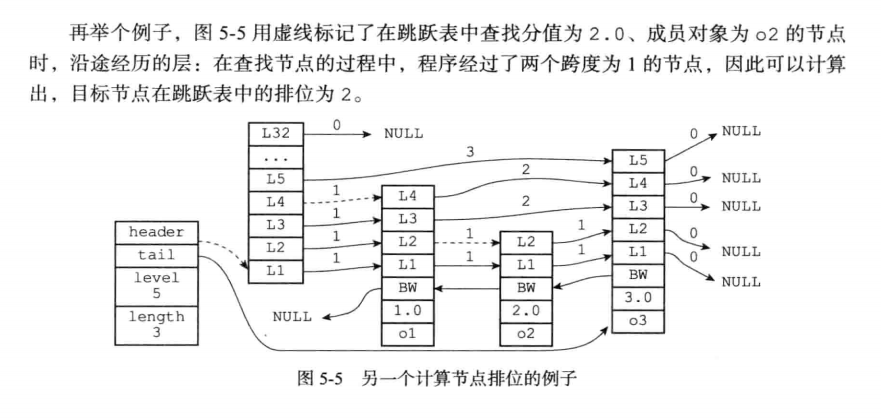 再举个例子，图 5-5 用虚线标记了在跳跃表中查找分值为 2.0、成员对象为 o2 的节点
时，沿途经历的层：在查找节点的过程中，程序经过了两个跨度为 1 的节点，因此可以计算
出，目标节点在跳跃表中的排位为 2。
L32 0 NULL
...
L5 3
L4 1
L3 1
L2 1
L1 1
header
tail
level
5
length
3
NULL
L4 2
L3 2
L2 1
L1 1
BW
1.0
o1
L2 1
L1 1
BW
2.0
o2
L5 0 NULL
L4 0 NULL
L3 0 NULL
L2 0 NULL
L1 0 NULL
BW
3.0
o3
图 5-5 另一个计算节点排位的例子